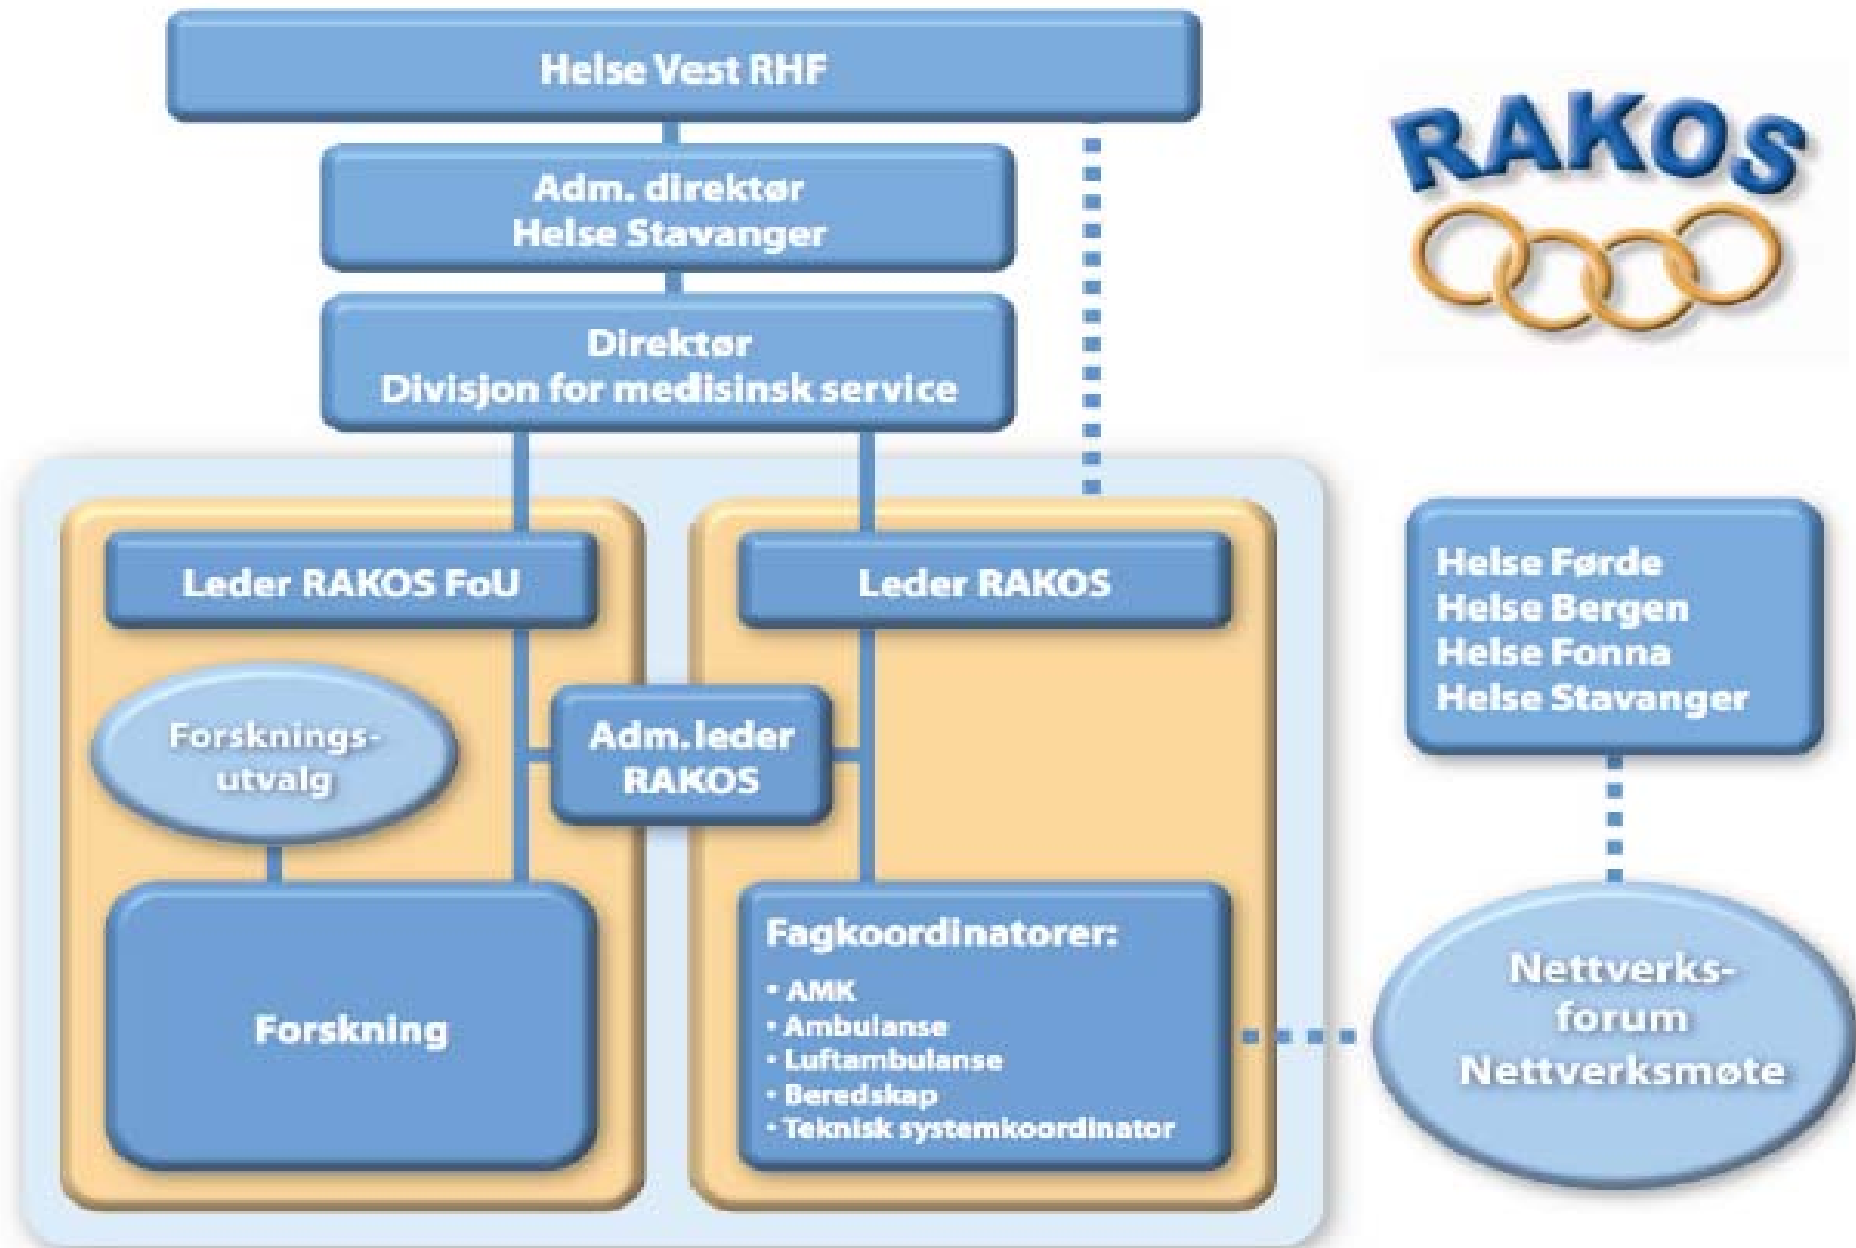 Helse Vest RHF
RAKOS
Adm. direktør
Helse Stavanger
Direktør
Divisjon for medisinsk service
Leder RAKOS FoU
Leder RAKOS
Forsknings-
utvalg
Adm.leder
RAKOS
Forskning
Fagkoordinatorer:
• AMK
• Ambulanse
• Luftambulanse
• Beredskap
• Teknisk systemkoordinator
Helse Førde
Helse Bergen
Helse Fonna
Helse Stavanger
Nettverks-
forum
Nettverksmøte